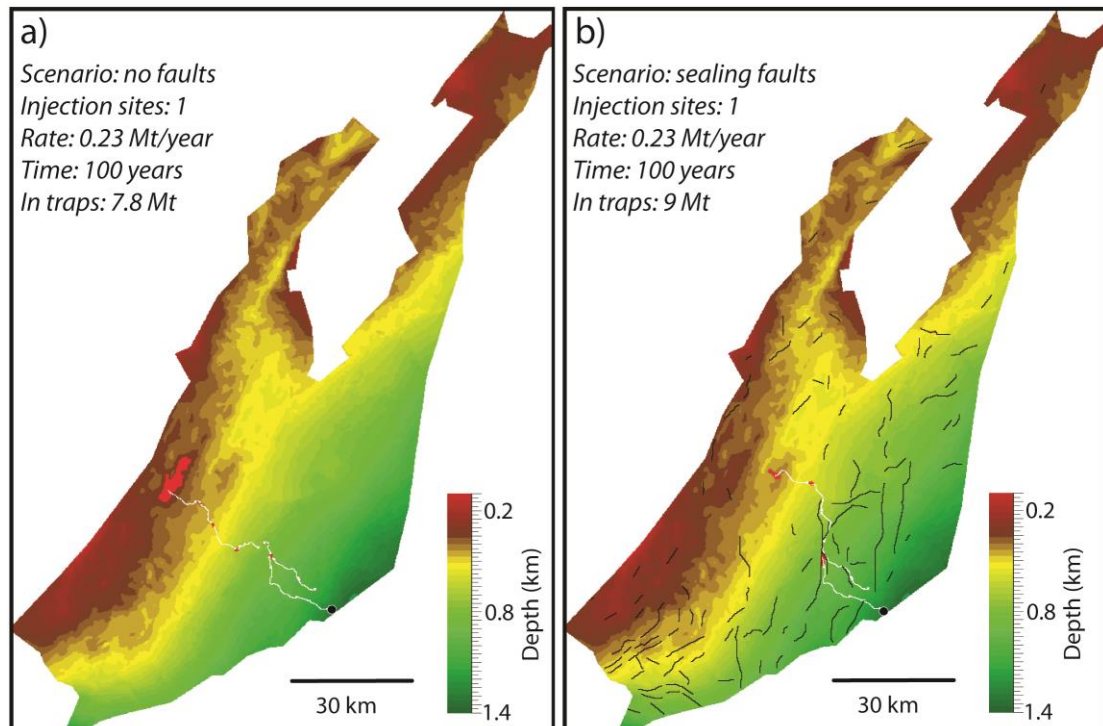 a)
Scenario: no faults
Injection sites: 1
Rate: 0.23 Mt/year
Time: 100 years
In traps: 7.8 Mt
0.2
0.8
1.4
Depth (km)
30 km
b)
Scenario: sealing faults
Injection sites: 1
Rate: 0.23 Mt/year
Time: 100 years
In traps: 9 Mt
0.2
0.8
1.4
Depth (km)
30 km